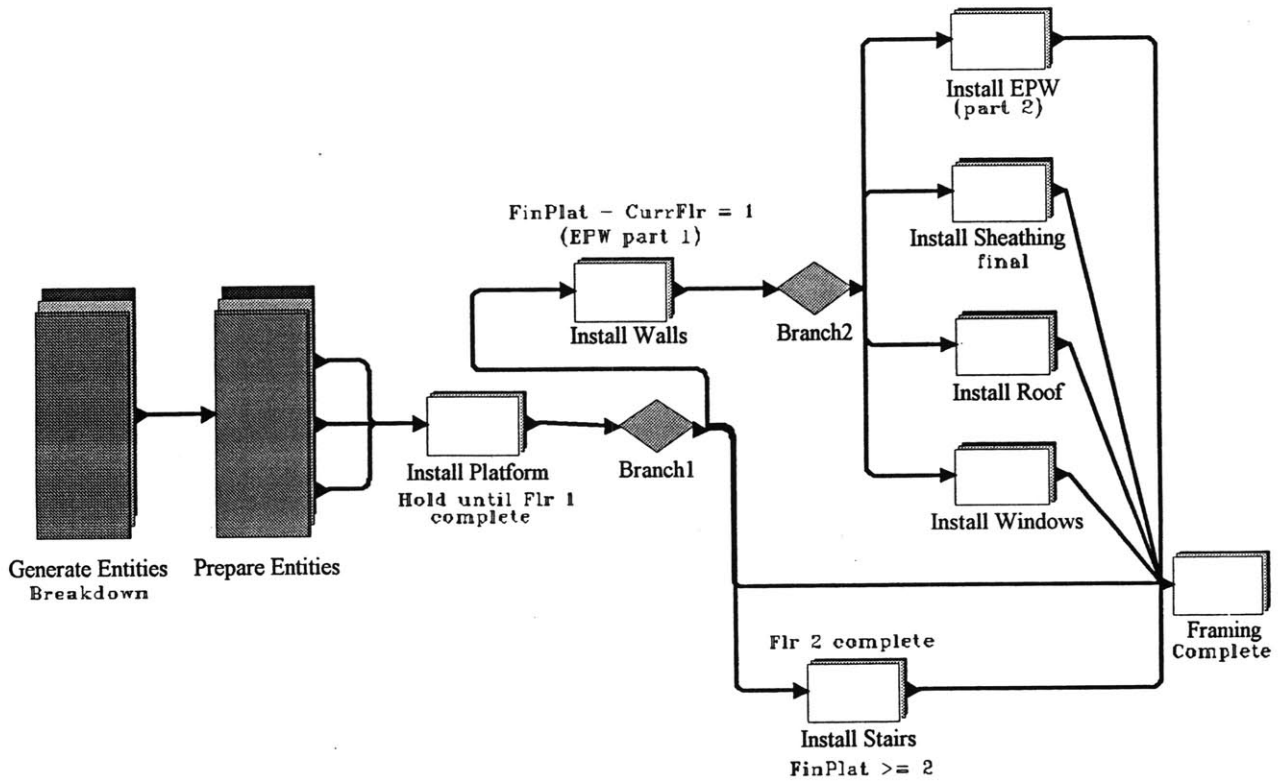 Install EPW
(part 2)
FinPlat - CurrFlr = 1
(EPW part 1)
Install Sheathing
final
Install Walls
Branch2
Install Roof
Install Platform
Hold until Flr 1
complete
Branch1
Install Windows
Generate Entities
Breakdown
Prepare Entities
Framing
Complete
Flr 2 complete
Install Stairs
FinPlat >= 2